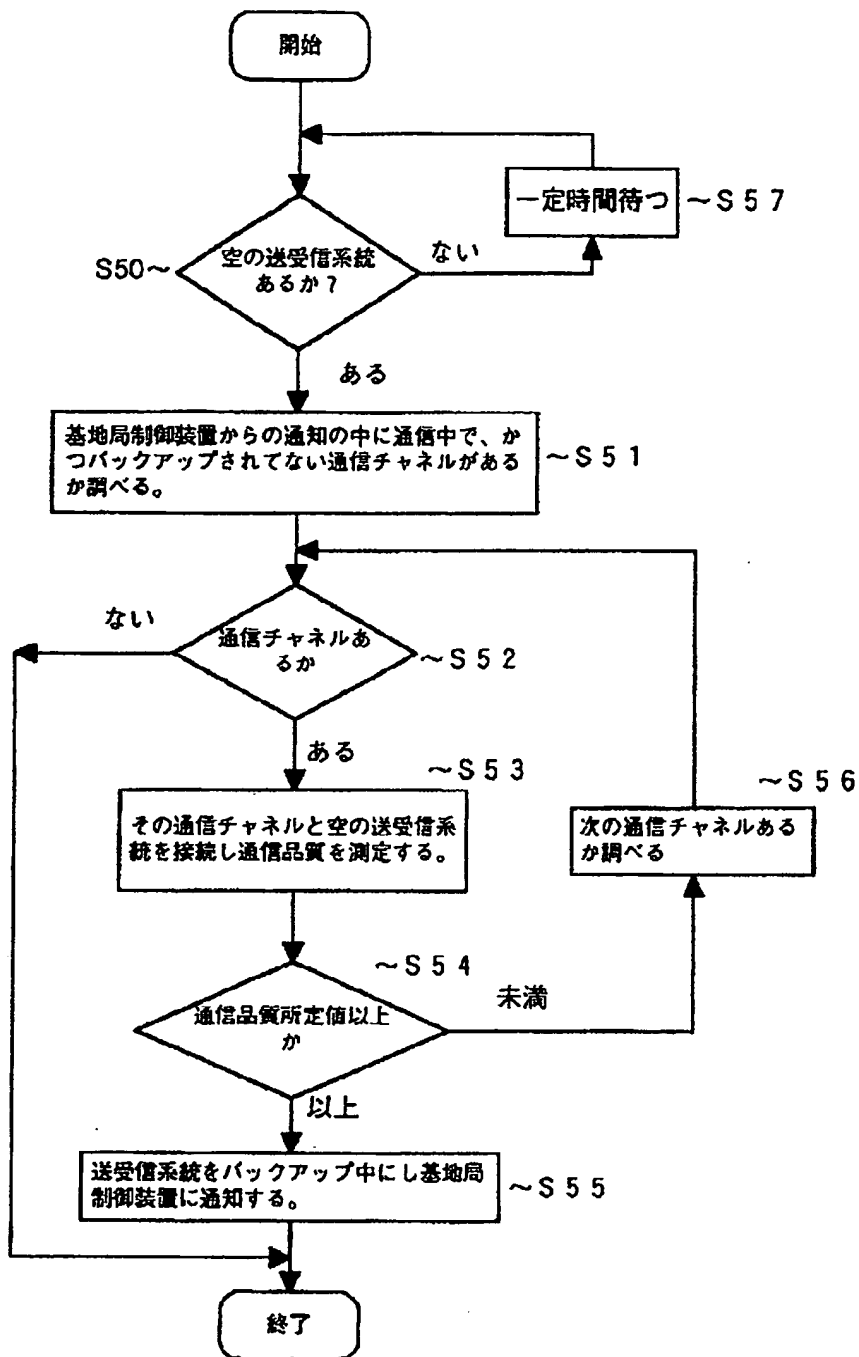 開始
一定時間待つ
～S57
S50～
空の送受信系統
あるか？
ない
ある
基地局制御装置からの通知の中に通信中で、か
つバックアップされてない通信チャネルがある
か調べる。
～S51
ない
通信チャネルあ
るか
～S52
ある
～S53
その通信チャネルと空の送受信系
統を接続し通信品質を測定する。
～S56
次の通信チャネルある
か調べる
～S54
通信品質所定値以上
か
未満
以上
送受信系統をバックアップ中にし基地局
制御装置に通知する。
～S55
終了